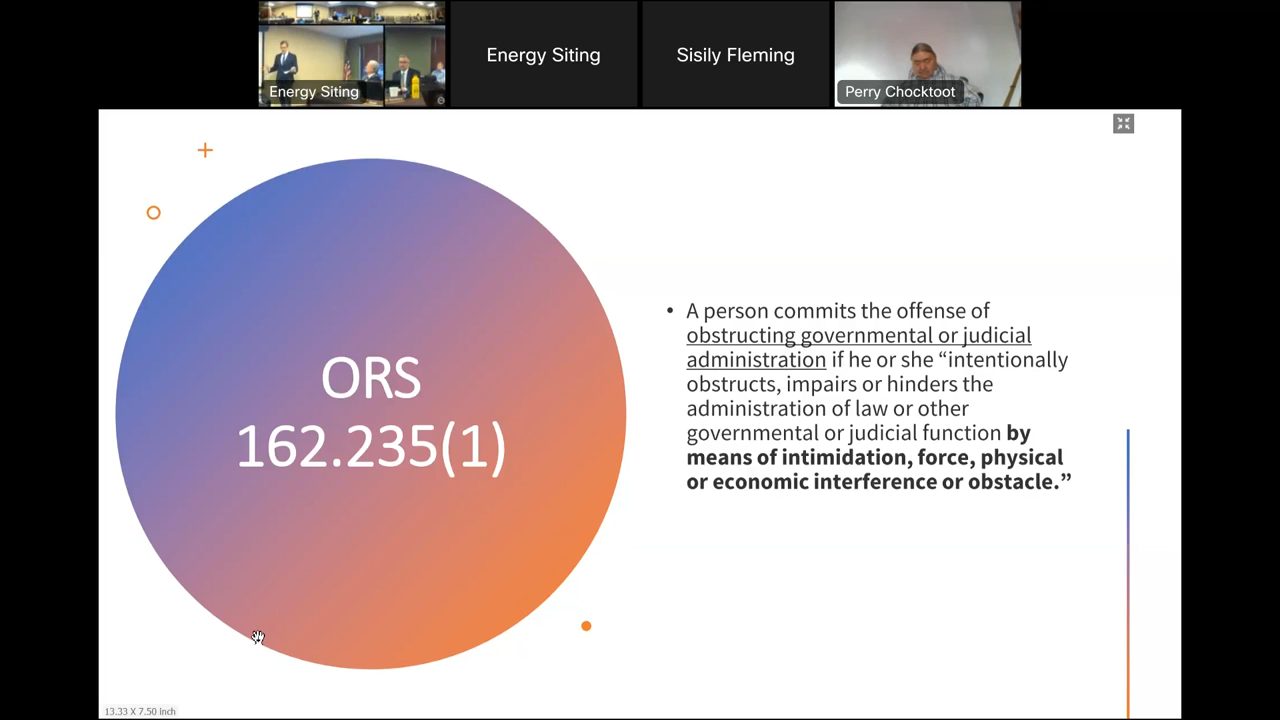 Energy Siting
Energy Siting
Sisily Fleming
Perry Chocktoot
ORS
162.235(1)
• A person commits the offense of
obstructing governmental or judicial
administration if he or she “intentionally
obstructs, impairs or hinders the
administration of law or other
governmental or judicial function by
means of intimidation, force, physical
or economic interference or obstacle.”
13.33 X 7.50 inch